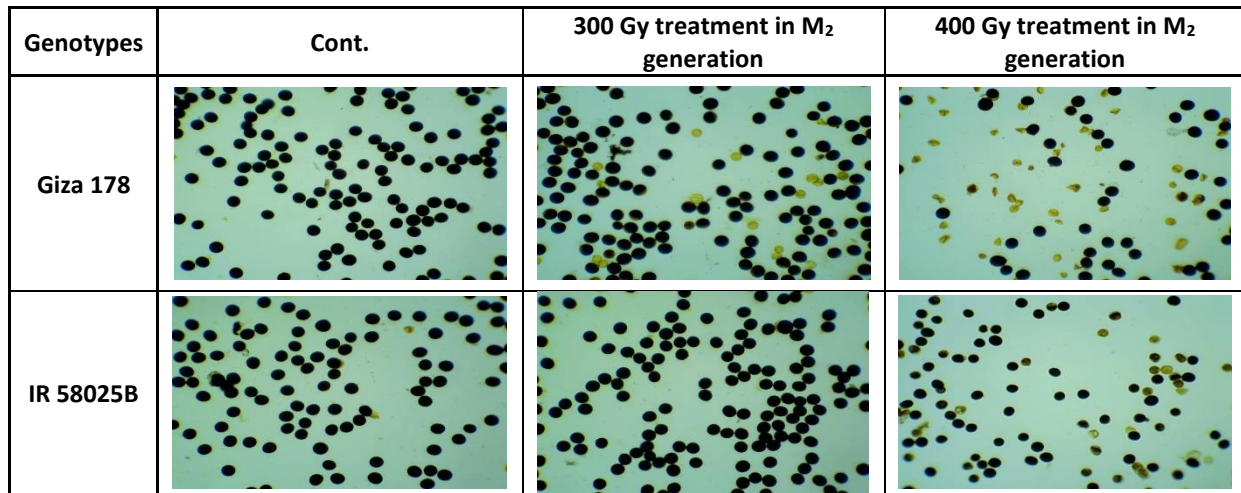 Genotypes
Cont.
300 Gy treatment in M₂
generation
400 Gy treatment in M₂
generation
Giza 178
IR 58025B